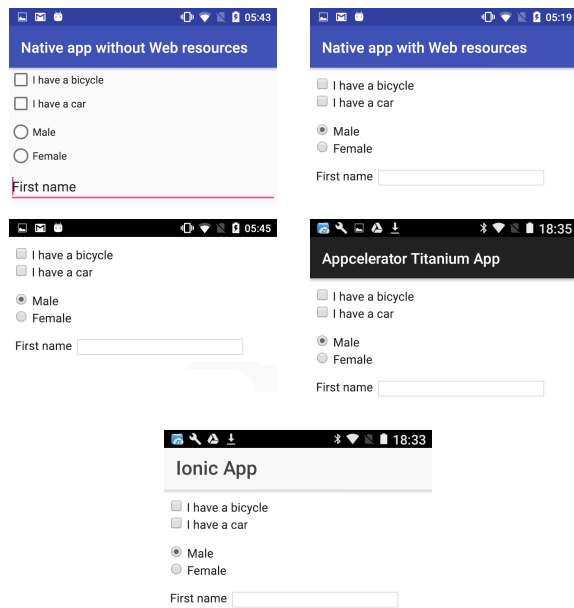 05:43
Native app without Web resources
I have a bicycle
I have a car
Male
Female
First name
05:19
Native app with Web resources
I have a bicycle
I have a car
Male
Female
First name
05:45
I have a bicycle
I have a car
Male
Female
First name
18:35
Appcelerator Titanium App
I have a bicycle
I have a car
Male
Female
First name
18:33
Ionic App
I have a bicycle
I have a car
Male
Female
First name